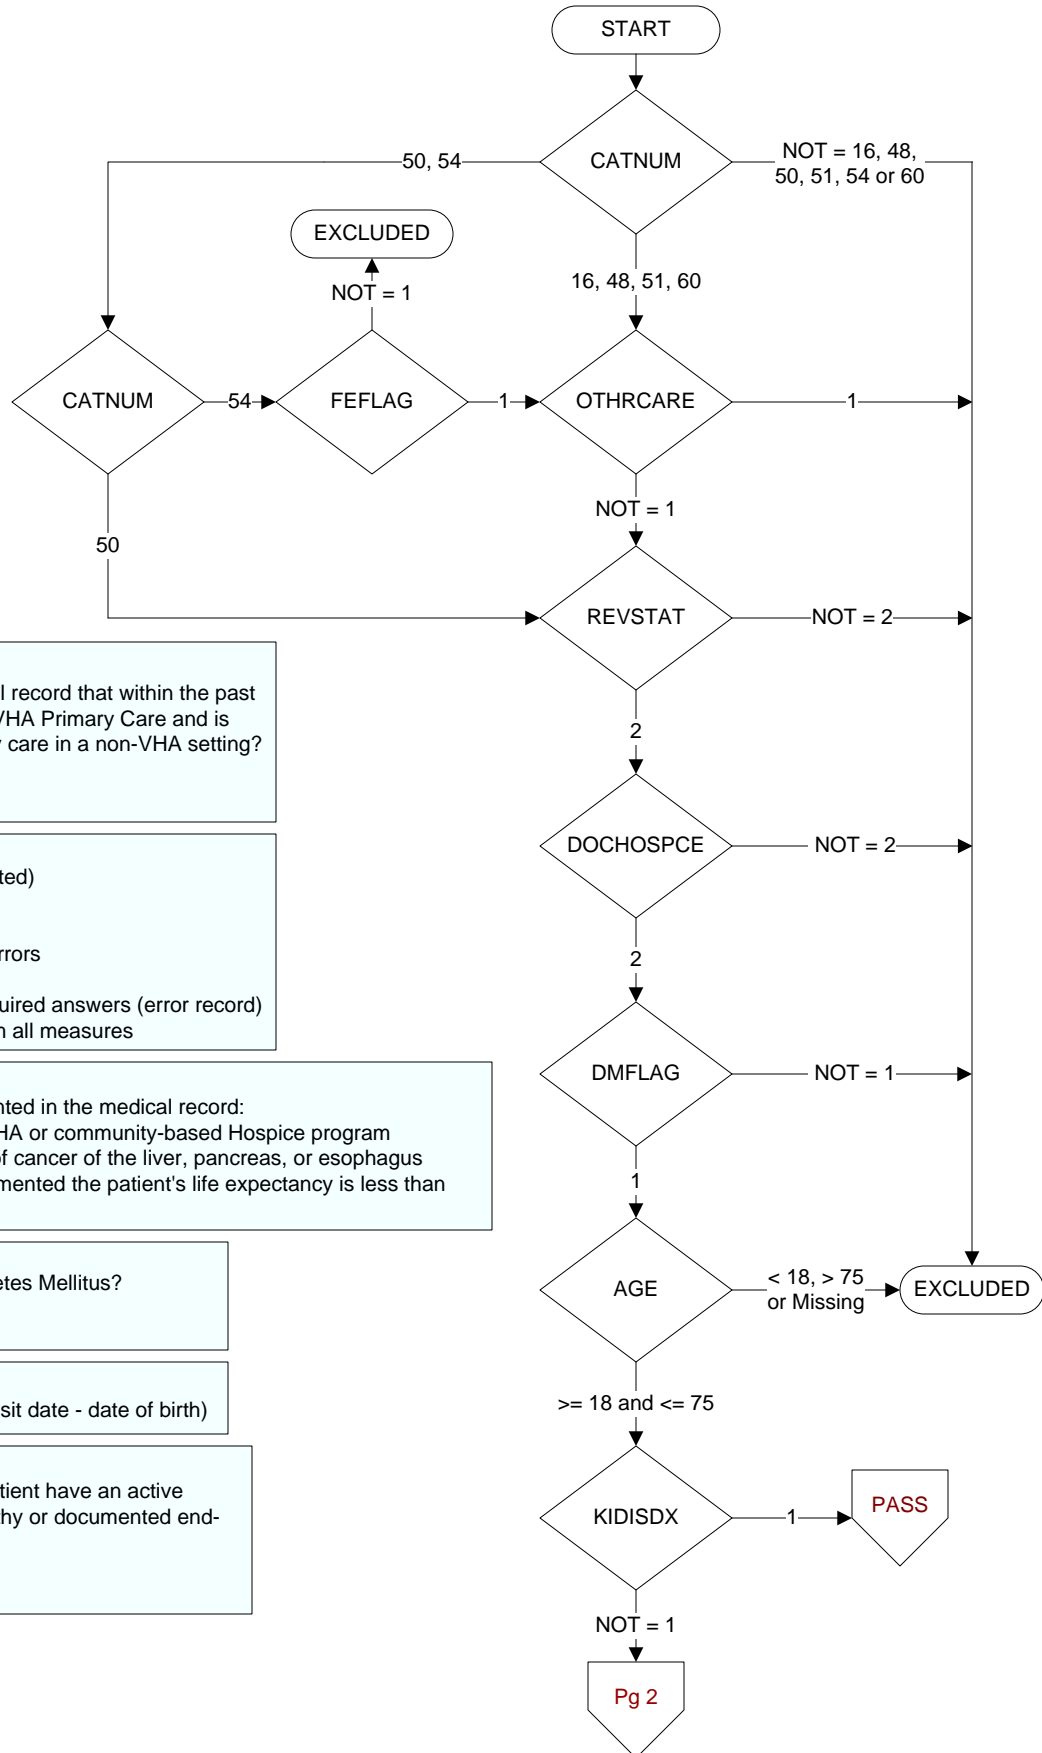 START
CATNUM
50, 54
NOT = 16, 48,
50, 51, 54 or 60
EXCLUDED
NOT = 1
16, 48, 51, 60
CATNUM
54
FEFLAG
1
OTHRCARE
1
NOT = 1
50
REVSTAT
NOT = 2
l record that within the past
VHA Primary Care and is
y care in a non-VHA setting?
2
ted)
rrors
uired answers (error record)
n all measures
DOCHOSPCE
NOT = 2
2
nted in the medical record:
HA or community-based Hospice program
of cancer of the liver, pancreas, or esophagus
mented the patient's life expectancy is less than
DMFLAG
NOT = 1
1
etes Mellitus?
AGE
< 18, > 75
or Missing
EXCLUDED
sit date - date of birth)
>= 18 and <= 75
tient have an active
thy or documented end-
KIDISDX
1
PASS
NOT = 1
Pg 2